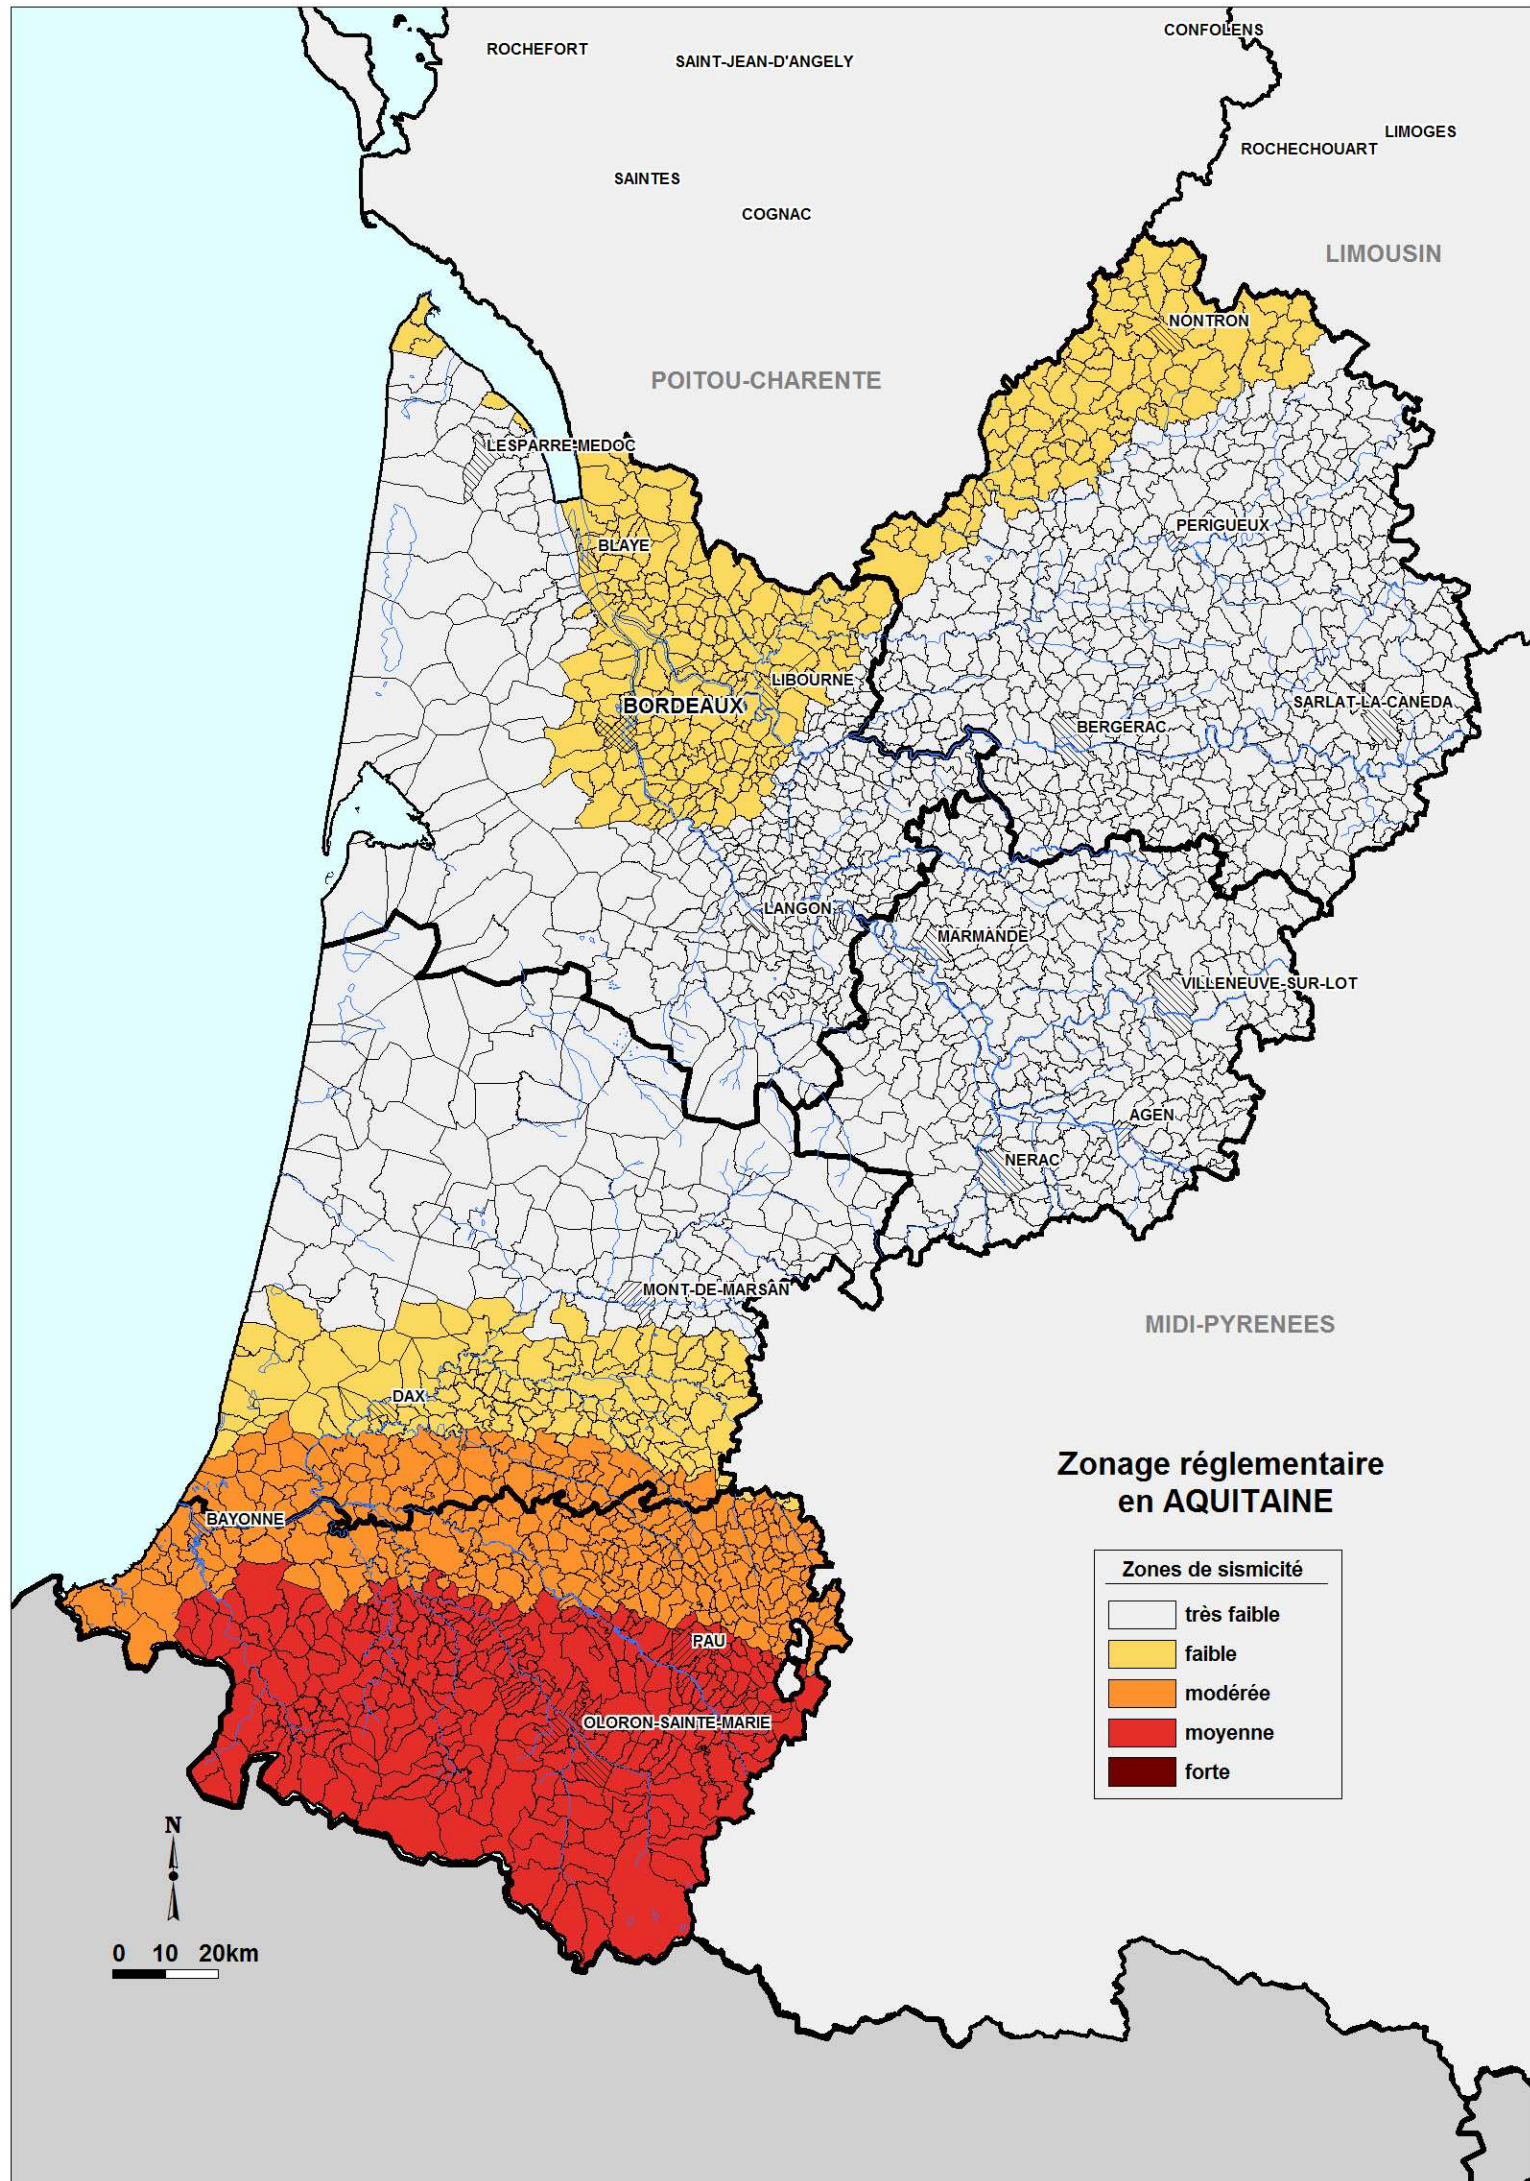 CONFOLENS
ROCHEFORT
SAINT-JEAN-D'ANGELY
LIMOGES
ROCHECHOUART
SAINTES
COGNAC
LIMOUSIN
NONTRON
POITOU-CHARENTE
LESPARRE-MEDOC
PERIGUEUX
BLAYE
LIBOURNE
SARLAT-LA-CANEDA
BORDEAUX
BERGERAC
LANGON
MARMANDE
VILLENEUVE-SUR-LOT
AGEN
NERAC
MONT-DE-MARSAN
MIDI-PYRENEES
DAX
Zonage réglementaire
en AQUITAINE
BAYONNE
Zones de sismicité
très faible
faible
modérée
moyenne
forte
PAU
OLORON-SAINTE-MARIE
N
0 10 20km